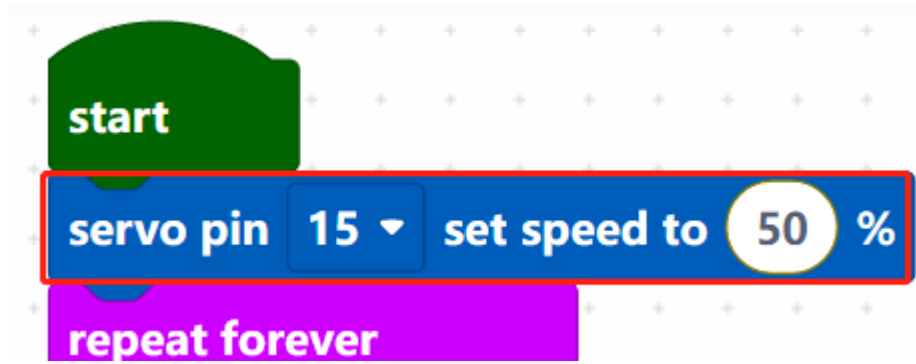 start
servo pin 15 set speed to 50 %
repeat forever